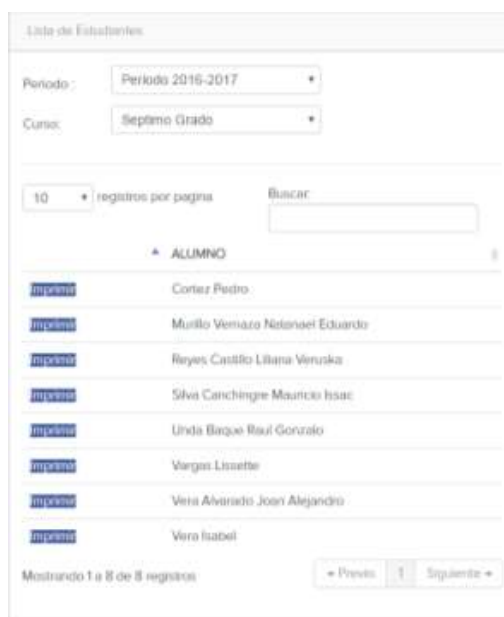 Lista de Estudiantes
Periodo : Periodo 2016-2017
Curso: Septimo Grado
10 registros por pagina Buscar:
ALUMNO
Imprimir Cortez Pedro
Imprimir Murillo Vernaza Natanael Eduardo
Imprimir Reyes Castillo Liliana Veruska
Imprimir Silva Canchingre Mauricio Issac
Imprimir Unda Baque Raul Gonzalo
Imprimir Vargas Lissette
Imprimir Vera Alvarado Joan Alejandro
Imprimir Vera Isabel
Mostrando 1 a 8 de 8 registros ← Previo 1 Siguiente →